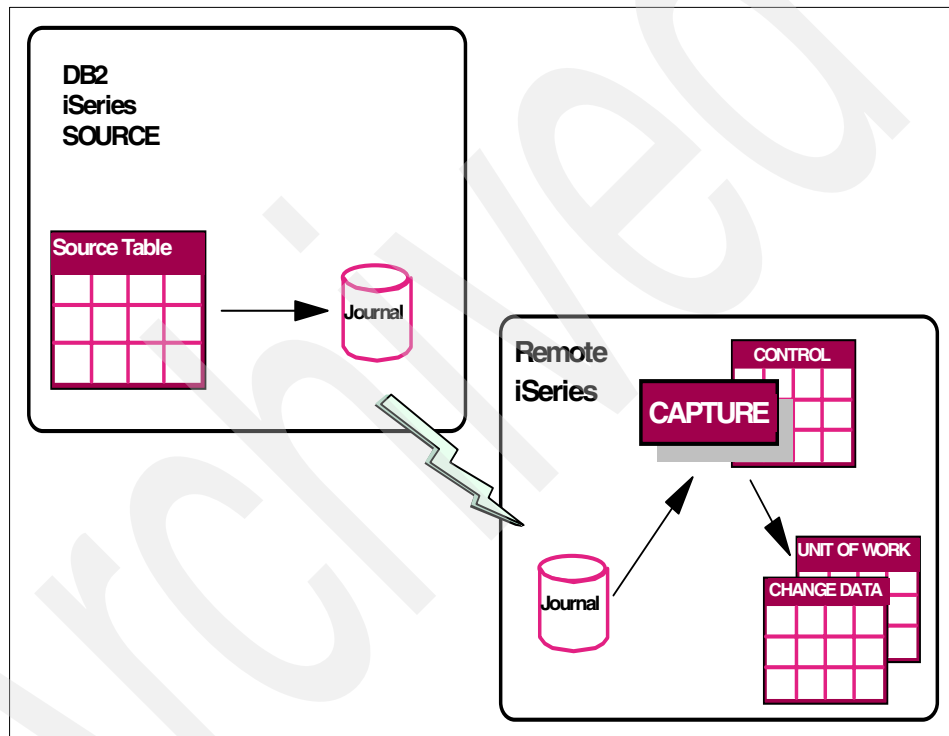 DB2
iSeries
SOURCE
Source Table
Journal
Remote
iSeries
CONTROL
CAPTURE
UNIT OF WORK
CHANGE DATA
Journal
Archived